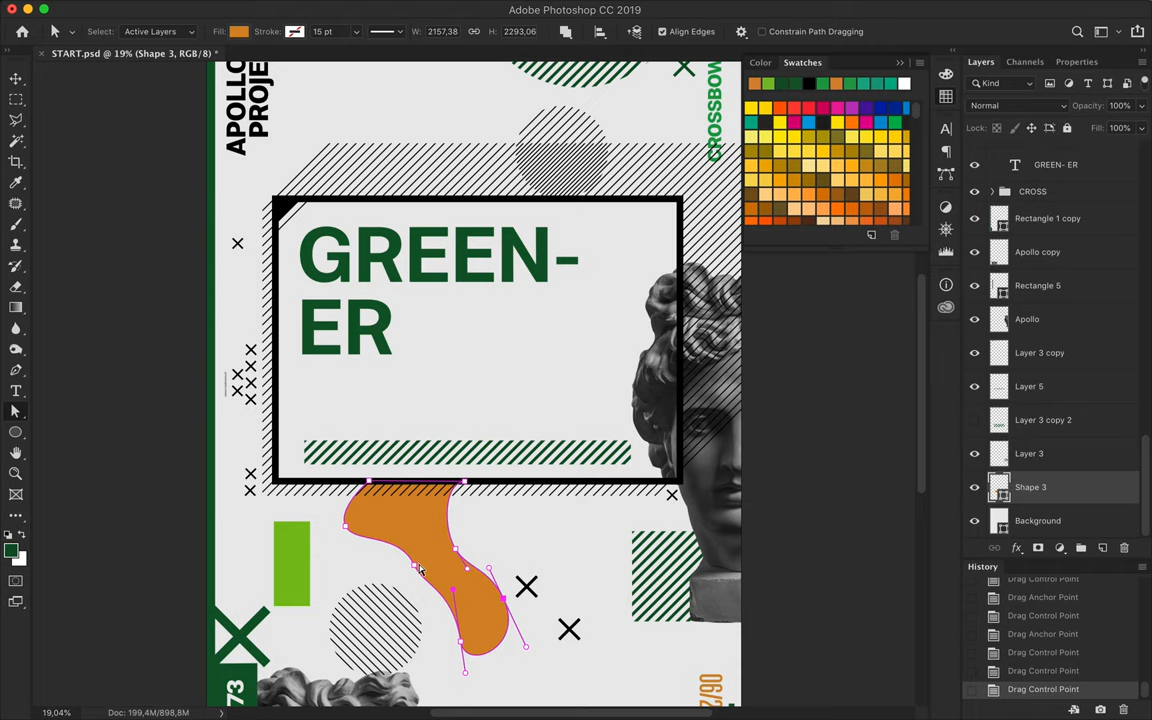 Adobe Photoshop CC 2019
Select: Active Layers Fill: Stroke: 15 pt W: 2157,38 H: 2293,06 Align Edges Constrain Path Dragging
START.psd @ 19% (Shape 3, RGB/8) *
APOLLO
PROJE
CROSSBOW
GREEN-
ER
73
06/2
Color Swatches
Layers Channels Properties
Kind
Normal Opacity: 100%
Lock: Fill: 100%
GREEN- ER
CROSS
Rectangle 1 copy
Apollo copy
Rectangle 5
Apollo
Layer 3 copy
Layer 5
Layer 3 copy 2
Layer 3
Shape 3
Background
History
Drag Control Point
Drag Anchor Point
Drag Control Point
Drag Anchor Point
Drag Control Point
Drag Control Point
Drag Control Point
19,04% Doc: 199,4M/898,8M